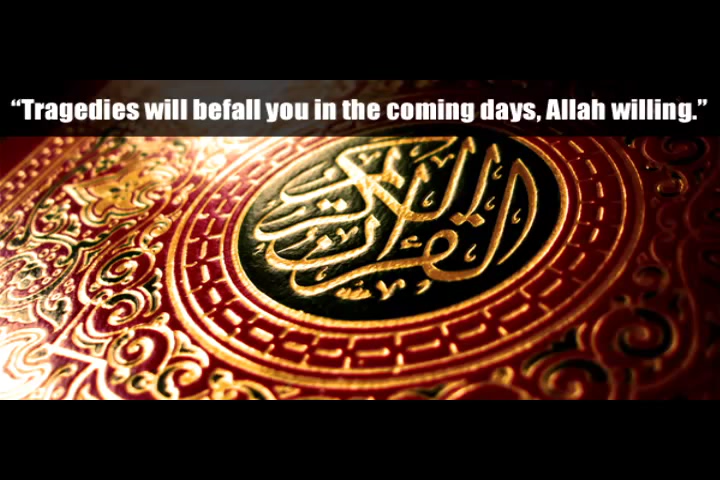 “Tragedies will befall you in the coming days, Allah willing.”
القرآن الكريم